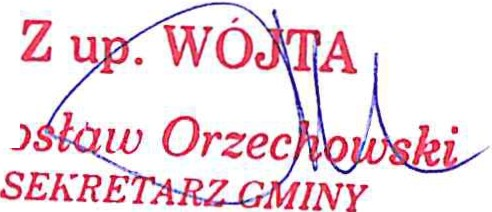 Z up. WÓJTA
osław Orzechowski
SEKRETARZ GMINY